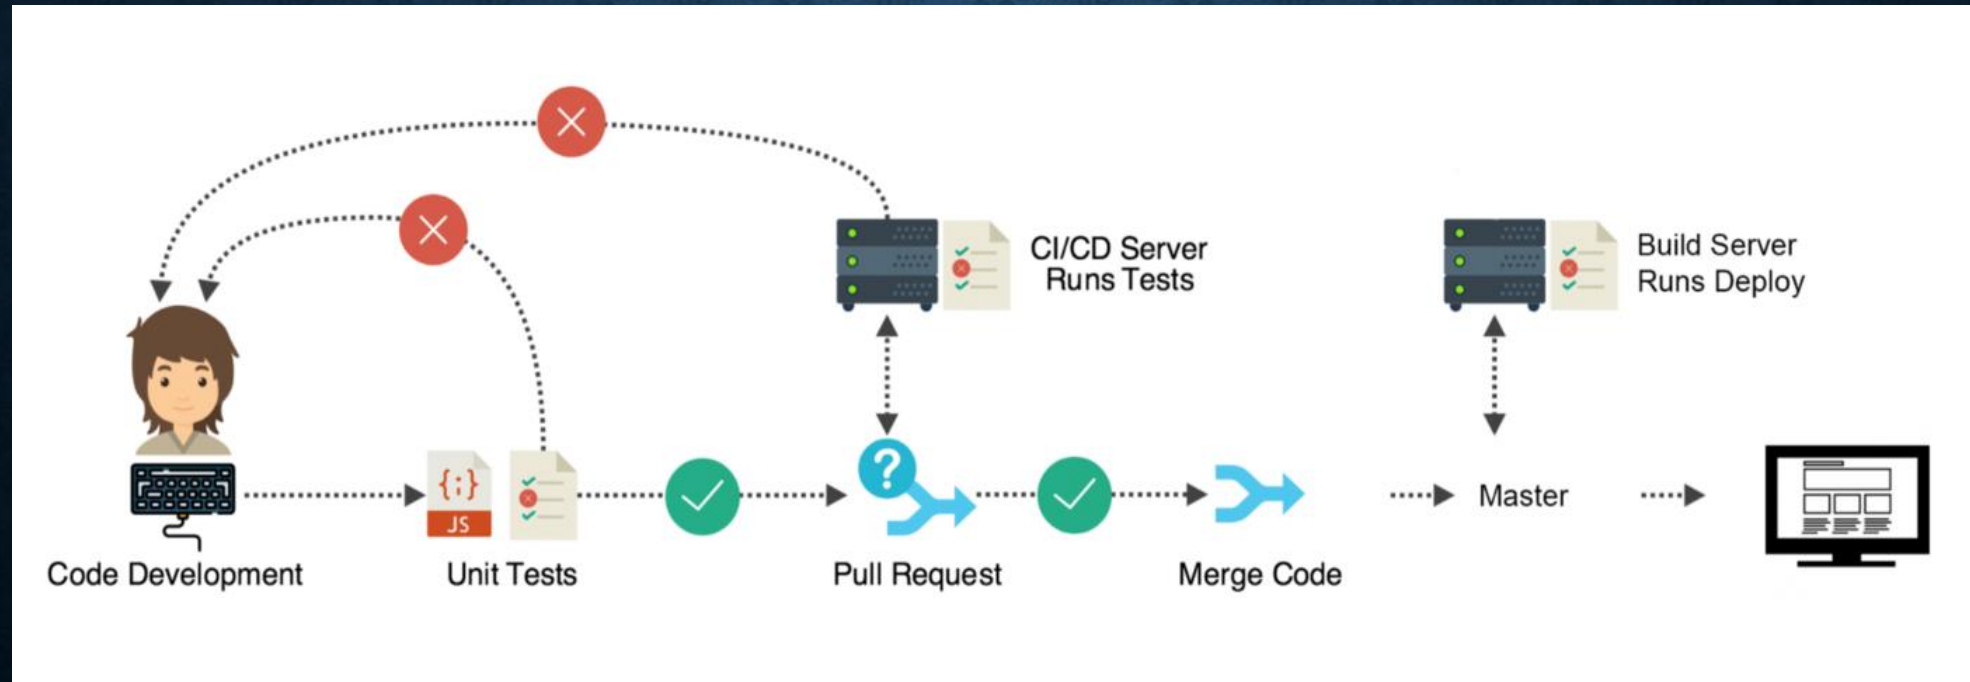 CI/CD Server
Runs Tests
Build Server
Runs Deploy
{;}
JS
?
Master
Code Development
Unit Tests
Pull Request
Merge Code